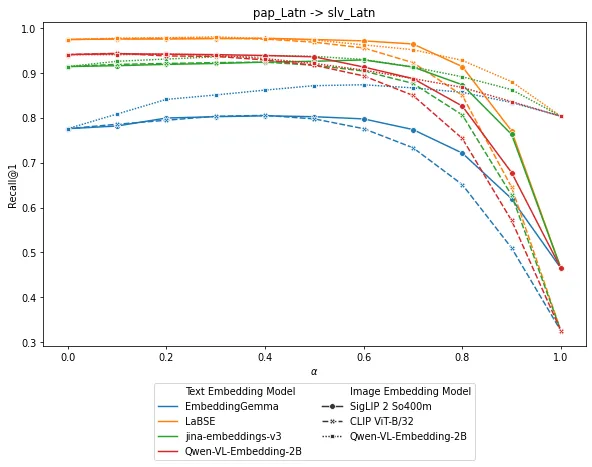 pap_Latn -> slv_Latn
Recall@1
1.0
0.9
0.8
0.7
0.6
0.5
0.4
0.3
0.0 0.2 0.4 0.6 0.8 1.0
α
Text Embedding Model Image Embedding Model
EmbeddingGemma SigLIP 2 So400m
LaBSE CLIP ViT-B/32
jina-embeddings-v3 Qwen-VL-Embedding-2B
Qwen-VL-Embedding-2B